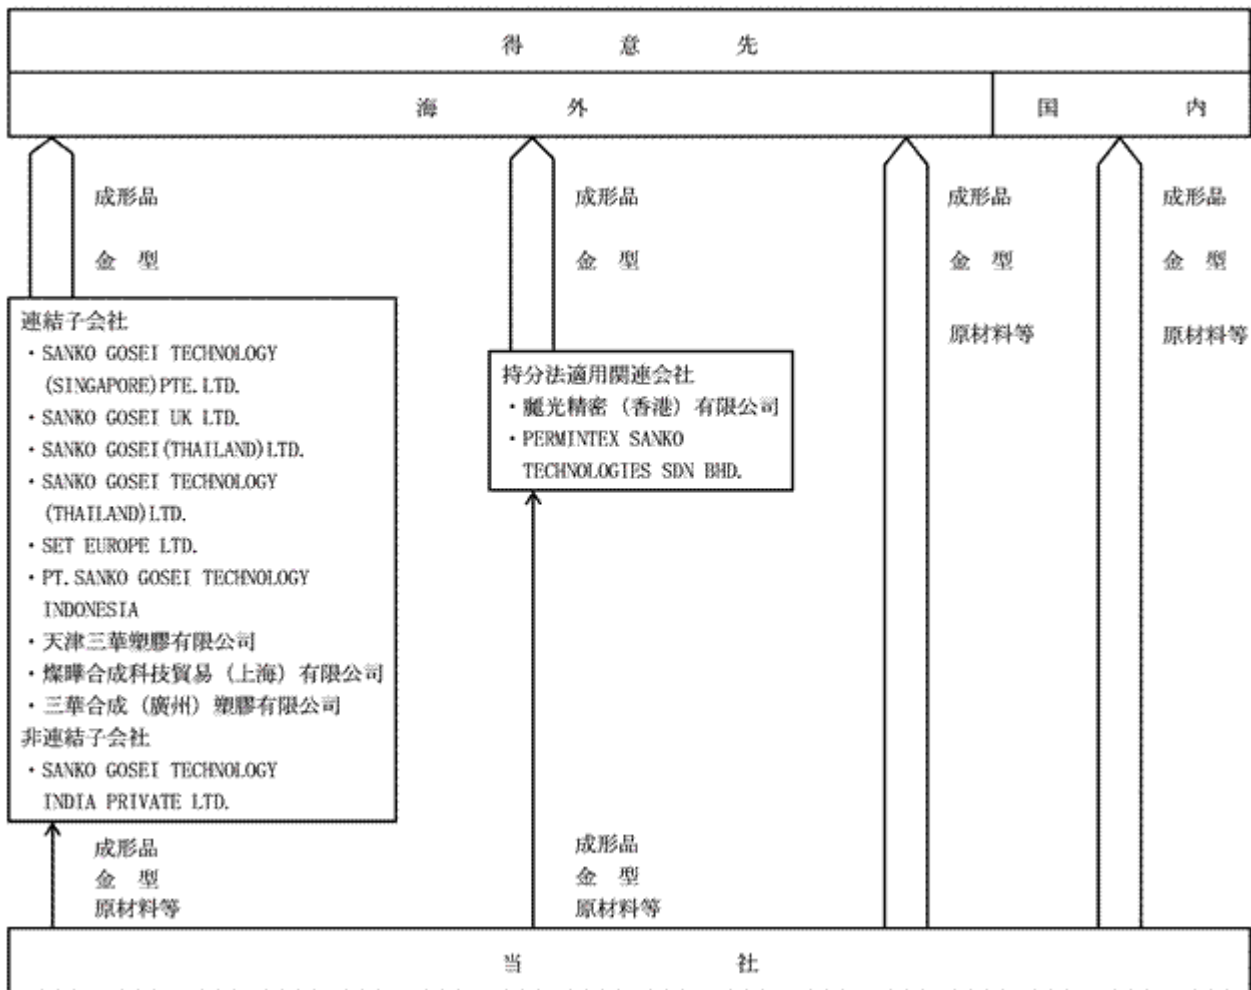 得意先
海外
国内
成形品
金型
成形品
金型
成形品
金型
原材料等
成形品
金型
原材料等
連結子会社
・SANKO GOSEI TECHNOLOGY
(SINGAPORE)PTE.LTD.
・SANKO GOSEI UK LTD.
・SANKO GOSEI(THAILAND)LTD.
・SANKO GOSEI TECHNOLOGY
(THAILAND)LTD.
・SET EUROPE LTD.
・PT.SANKO GOSEI TECHNOLOGY
INDONESIA
・天津三華塑膠有限公司
・燦曄合成科技貿易（上海）有限公司
・三華合成（廣州）塑膠有限公司
非連結子会社
・SANKO GOSEI TECHNOLOGY
INDIA PRIVATE LTD.
持分法適用関連会社
・麗光精密（香港）有限公司
・PERMINTEX SANKO
TECHNOLOGIES SDN BHD.
成形品
金型
原材料等
成形品
金型
原材料等
当社